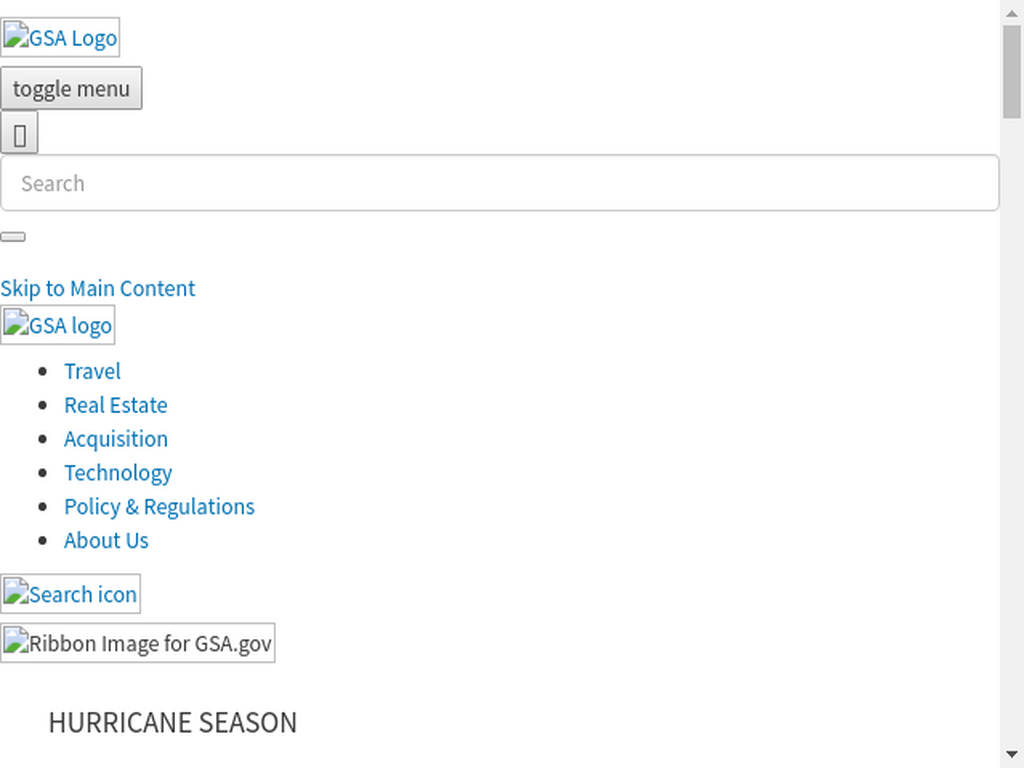 GSA Logo
toggle menu
Search
Skip to Main Content
GSA logo
Travel
Real Estate
Acquisition
Technology
Policy & Regulations
About Us
Search icon
Ribbon Image for GSA.gov
HURRICANE SEASON